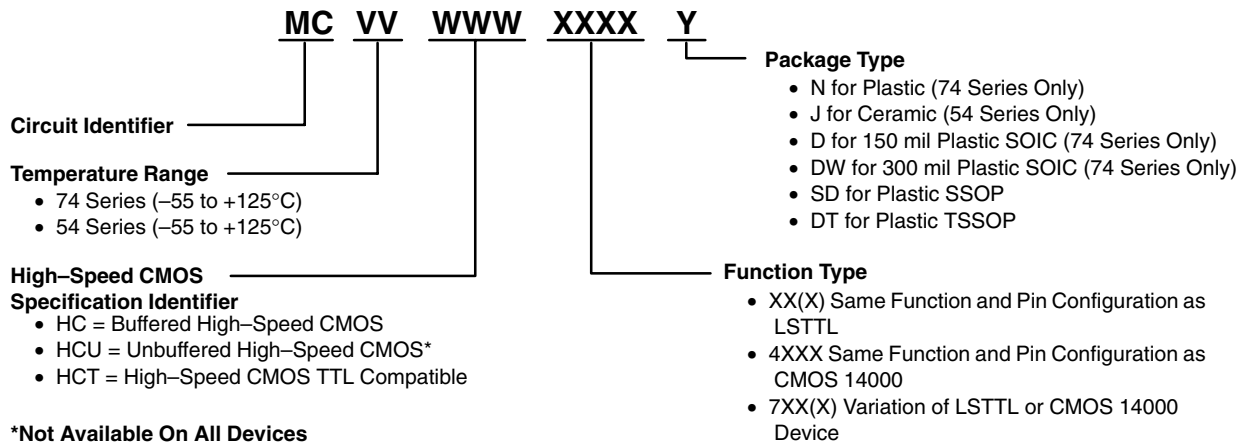 MC VV WWW XXXX Y
Circuit Identifier
Temperature Range
• 74 Series (–55 to +125°C)
• 54 Series (–55 to +125°C)
High–Speed CMOS
Specification Identifier
• HC = Buffered High–Speed CMOS
• HCU = Unbuffered High–Speed CMOS*
• HCT = High–Speed CMOS TTL Compatible
*Not Available On All Devices
Package Type
• N for Plastic (74 Series Only)
• J for Ceramic (54 Series Only)
• D for 150 mil Plastic SOIC (74 Series Only)
• DW for 300 mil Plastic SOIC (74 Series Only)
• SD for Plastic SSOP
• DT for Plastic TSSOP
Function Type
• XX(X) Same Function and Pin Configuration as
LSTTL
• 4XXX Same Function and Pin Configuration as
CMOS 14000
• 7XX(X) Variation of LSTTL or CMOS 14000
Device